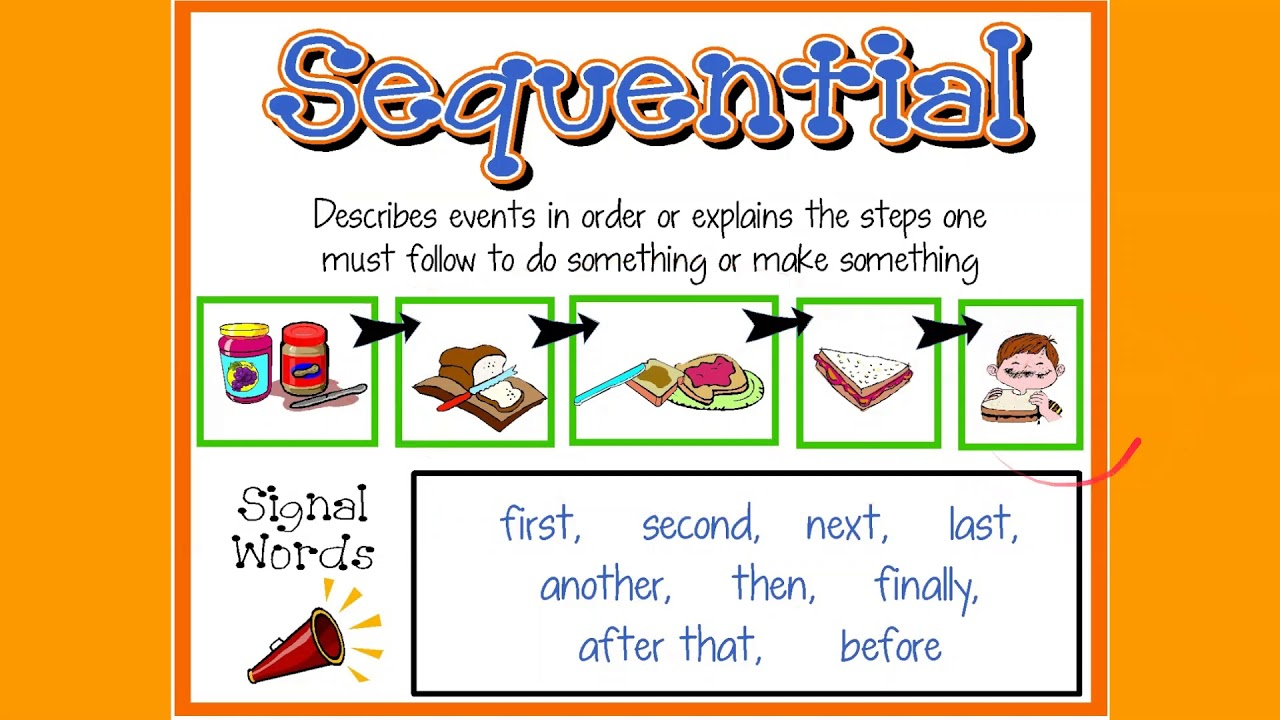 Sequential
Describes events in order or explains the steps one
must follow to do something or make something
Signal
Words
first, second, next, last,
another, then, finally,
after that, before